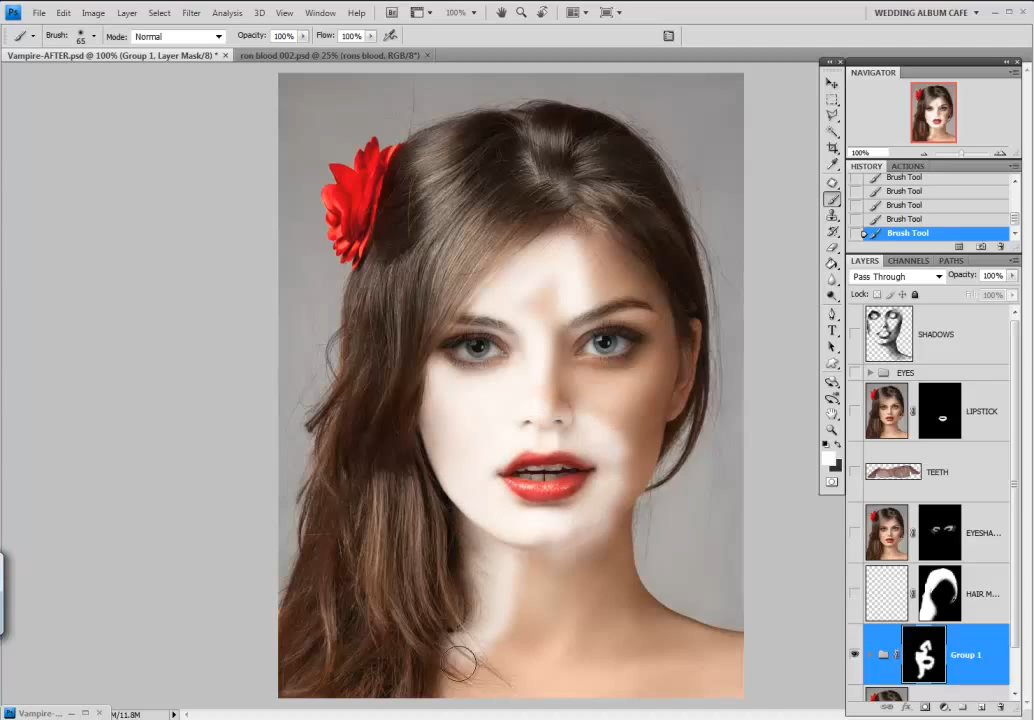 Ps File Edit Image Layer Select Filter Analysis 3D View Window Help Br 100% WEDDING ALBUM CAFE
Brush: 65 Mode: Normal Opacity: 100% Flow: 100%
Vampire-AFTER.psd @ 100% (Group 1, Layer Mask/8) * × ron blood 002.psd @ 25% (rons blood, RGB/8*) ×
NAVIGATOR
100%
HISTORY ACTIONS
Brush Tool
Brush Tool
Brush Tool
Brush Tool
Brush Tool
LAYERS CHANNELS PATHS
Pass Through Opacity: 100%
Lock: 100%
SHADOWS
EYES
LIPSTICK
TEETH
EYESHA...
HAIR M...
Group 1
Vampire-... M/11.8M